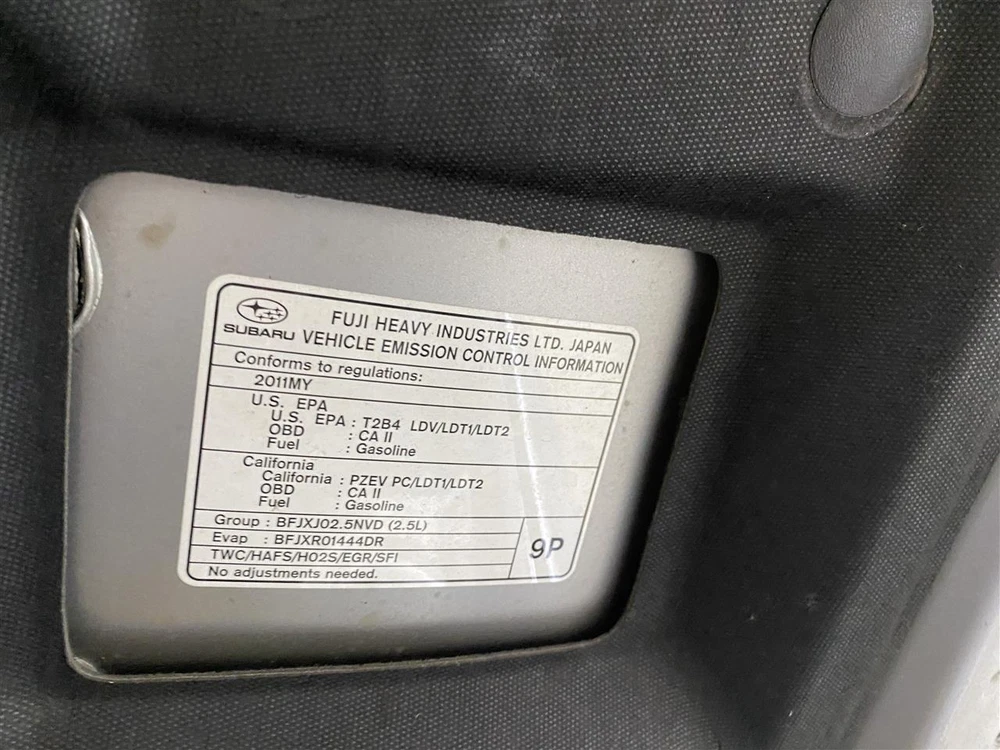 SUBARU
FUJI HEAVY INDUSTRIES LTD. JAPAN
VEHICLE EMISSION CONTROL INFORMATION
Conforms to regulations:
2011MY
U.S. EPA
U.S. EPA : T2B4 LDV/LDT1/LDT2
OBD : CA II
Fuel : Gasoline
California
California : PZEV PC/LDT1/LDT2
OBD : CA II
Fuel : Gasoline
Group : BFJXJ02.5NVD (2.5L)
Evap : BFJXR01444DR
TWC/HAFS/HO2S/EGR/SFI
No adjustments needed.
9P